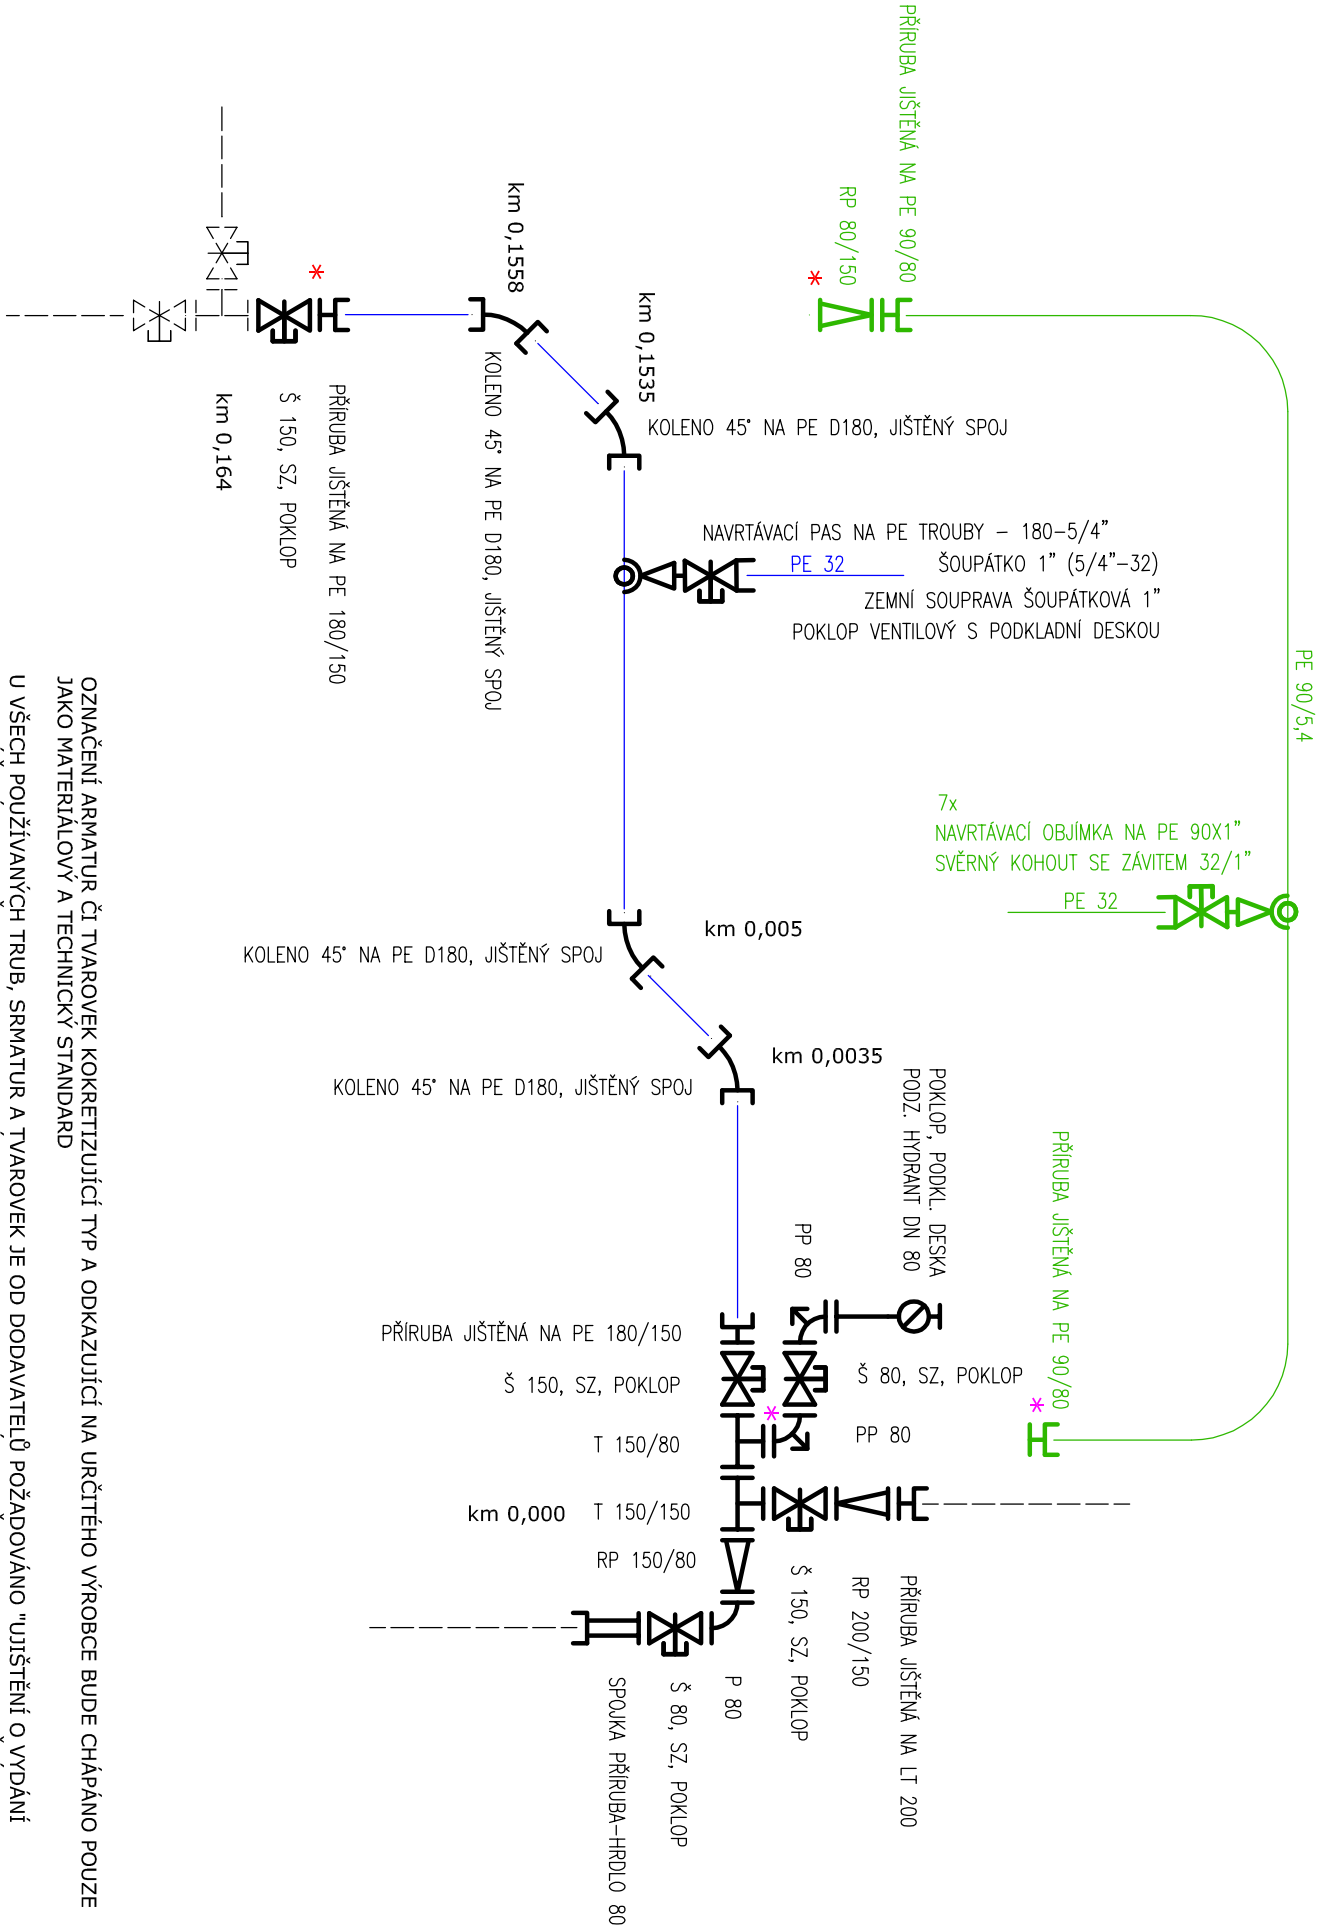 PŘÍRUBA JIŠTĚNÁ NA PE 90/80
RP 80/150
*
km 0,1558
*
km 0,1535
KOLENO 45° NA PE D180, JIŠTĚNÝ SPOJ
KOLENO 45° NA PE D180, JIŠTĚNÝ SPOJ
PŘÍRUBA JIŠTĚNÁ NA PE 180/150
Š 150, SZ, POKLOP
km 0,164
NAVRTÁVACÍ PAS NA PE TROUBY - 180-5/4"
PE 32
ŠOUPÁTKO 1" (5/4"-32)
ZEMNÍ SOUPRAVA ŠOUPÁTKOVÁ 1"
POKLOP VENTILOVÝ S PODKLADNÍ DESKOU
PE 90/5,4
7x
NAVRTÁVACÍ OBJÍMKA NA PE 90X1"
SVĚRNÝ KOHOUT SE ZÁVITEM 32/1"
PE 32
km 0,005
KOLENO 45° NA PE D180, JIŠTĚNÝ SPOJ
km 0,0035
KOLENO 45° NA PE D180, JIŠTĚNÝ SPOJ
POKLOP, PODKL. DESKA
PODZ. HYDRANT DN 80
PŘÍRUBA JIŠTĚNÁ NA PE 90/80
*
PP 80
PŘÍRUBA JIŠTĚNÁ NA PE 180/150
Š 150, SZ, POKLOP
Š 80, SZ, POKLOP
*
PP 80
T 150/80
km 0,000
T 150/150
RP 150/80
PŘÍRUBA JIŠTĚNÁ NA LT 200
RP 200/150
Š 150, SZ, POKLOP
P 80
Š 80, SZ, POKLOP
SPOJKA PŘÍRUBA-HRDLO 80
OZNAČENÍ ARMATUR ČI TVAROVEK KOKRETIZUJÍCÍ TYP A ODKAZUJÍCÍ NA URČITÉHO VÝROBCE BUDE CHÁPÁNO POUZE
JAKO MATERIÁLOVÝ A TECHNICKÝ STANDARD
U VŠECH POUŽÍVANÝCH TRUB, SRMATUR A TVAROVEK JE OD DODAVATELŮ POŽADOVÁNO "UJIŠTĚNÍ O VYDÁNÍ